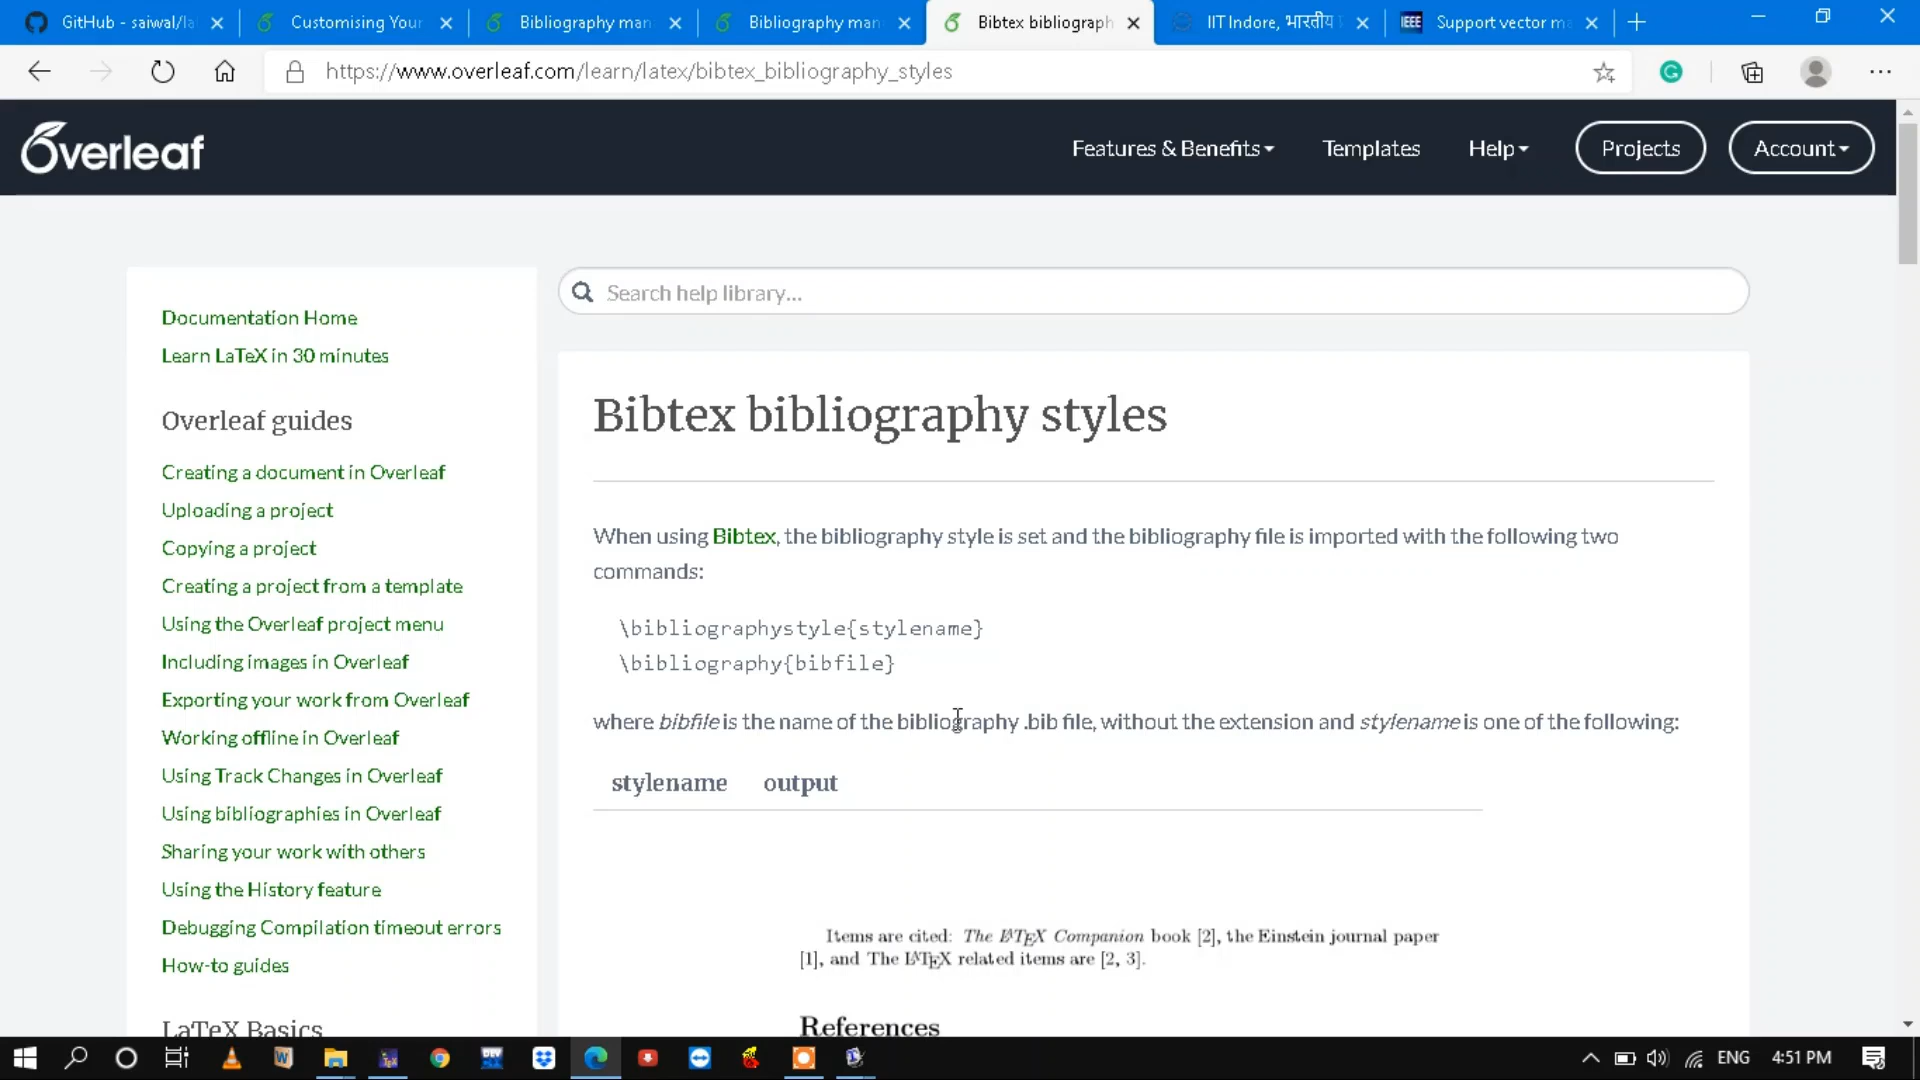 GitHub - saiwal/la
Customising Your
Bibliography man
Bibliography man
Bibtex bibliograph
IIT Indore, भारतीय
IEEE
Support vector ma
https://www.overleaf.com/learn/latex/bibtex_bibliography_styles
Overleaf
Features & Benefits
Templates
Help
Projects
Account
Search help library...
Documentation Home
Learn LaTeX in 30 minutes
Overleaf guides
Creating a document in Overleaf
Uploading a project
Copying a project
Creating a project from a template
Using the Overleaf project menu
Including images in Overleaf
Exporting your work from Overleaf
Working offline in Overleaf
Using Track Changes in Overleaf
Using bibliographies in Overleaf
Sharing your work with others
Using the History feature
Debugging Compilation timeout errors
How-to guides
LaTeX Basics
Bibtex bibliography styles
When using Bibtex, the bibliography style is set and the bibliography file is imported with the following two
commands:
\bibliographystyle{stylename}
\bibliography{bibfile}
where bibfile is the name of the bibliography .bib file, without the extension and stylename is one of the following:
stylename output
Items are cited: The LATEX Companion book [2], the Einstein journal paper
[1], and The LATEX related items are [2, 3].
References
ENG
4:51 PM